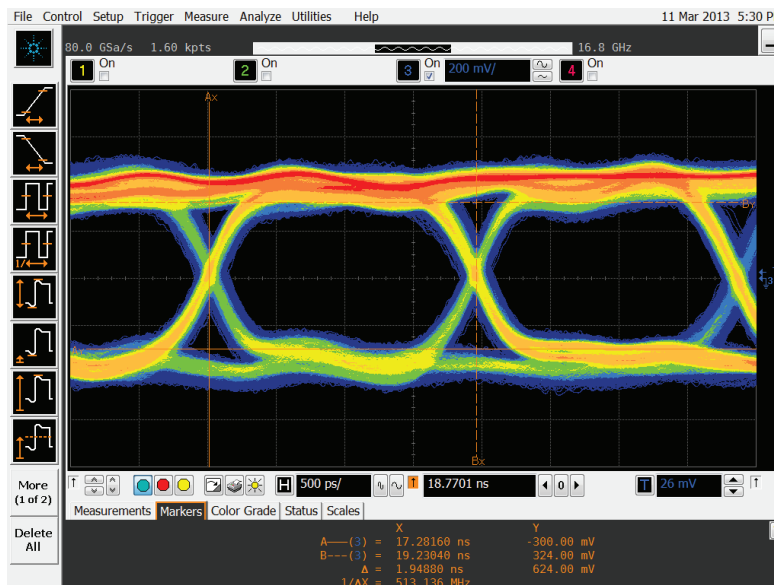 File Control Setup Trigger Measure Analyze Utilities Help 11 Mar 2013 5:30 P
80.0 GSa/s 1.60 kpts 16.8 GHz
1 On 2 On 3 On 200 mV/ 4 On
Ax
By
3
A
1/
Bx
More
(1 of 2)
Delete
All
H 500 ps/ 18.7701 ns 0 T 26 mV
Measurements Markers Color Grade Status Scales
X Y
A──(3) = 17.28160 ns -300.00 mV
B---(3) = 19.23040 ns 324.00 mV
Δ = 1.94880 ns 624.00 mV
1/ΔX = 513.136 MHz